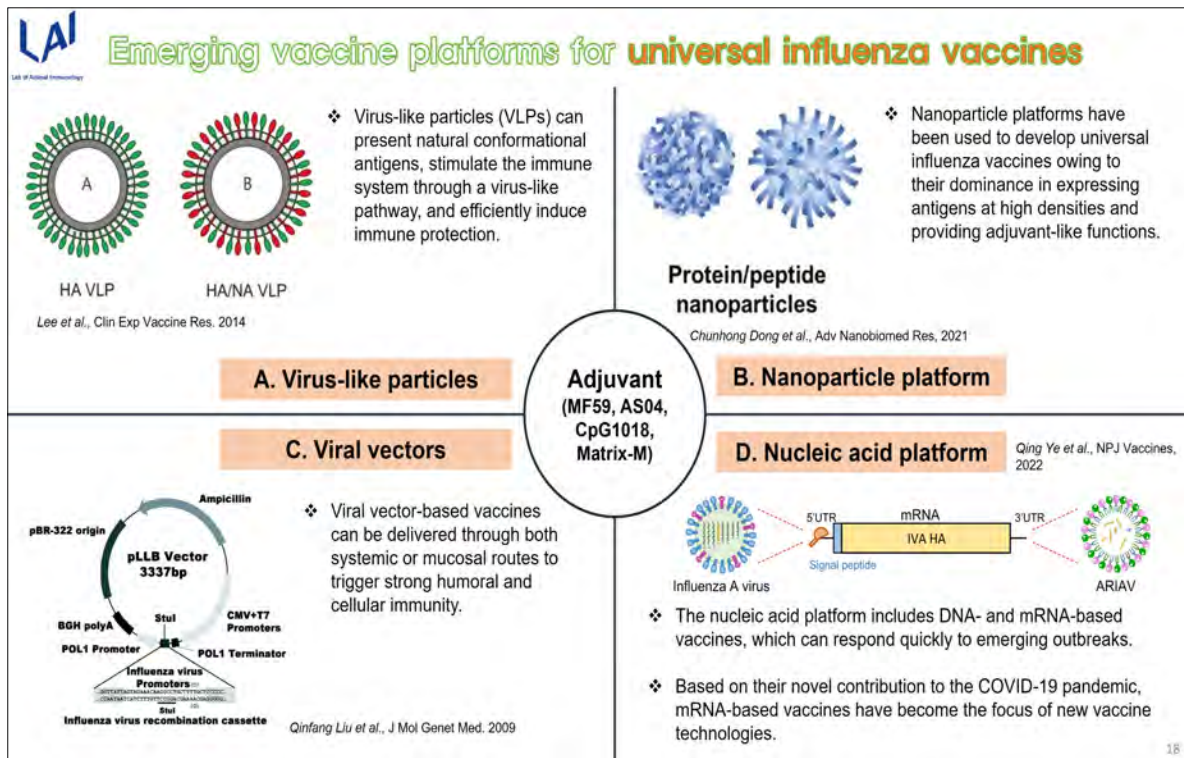 LAI
Lab of Animal Immunology
Emerging vaccine platforms for universal influenza vaccines
A
B
HA VLP
HA/NA VLP
Lee et al., Clin Exp Vaccine Res. 2014
❖ Virus-like particles (VLPs) can
present natural conformational
antigens, stimulate the immune
system through a virus-like
pathway, and efficiently induce
immune protection.
A. Virus-like particles
Protein/peptide
nanoparticles
❖ Nanoparticle platforms have
been used to develop universal
influenza vaccines owing to
their dominance in expressing
antigens at high densities and
providing adjuvant-like functions.
Chunhong Dong et al., Adv Nanobiomed Res, 2021
B. Nanoparticle platform
Adjuvant
(MF59, AS04,
CpG1018,
Matrix-M)
C. Viral vectors
Ampicillin
pBR-322 origin
pLLB Vector
3337bp
StuI
CMV+T7
Promoters
BGH polyA
POL1 Promoter
POL1 Terminator
Influenza virus
Promoters
StuI
Influenza virus recombination cassette
❖ Viral vector-based vaccines
can be delivered through both
systemic or mucosal routes to
trigger strong humoral and
cellular immunity.
Qinfang Liu et al., J Mol Genet Med. 2009
D. Nucleic acid platform
Qing Ye et al., NPJ Vaccines,
2022
5'UTR
mRNA
3'UTR
IVA HA
Signal peptide
Influenza A virus
ARIAV
❖ The nucleic acid platform includes DNA- and mRNA-based
vaccines, which can respond quickly to emerging outbreaks.
❖ Based on their novel contribution to the COVID-19 pandemic,
mRNA-based vaccines have become the focus of new vaccine
technologies.
18